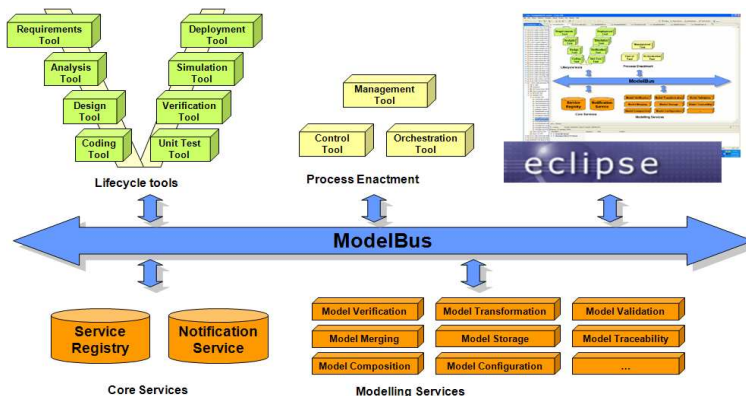 Requirements
Tool
Deployment
Tool
Analysis
Tool
Simulation
Tool
Design
Tool
Verification
Tool
Coding
Tool
Unit Test
Tool
Lifecycle tools
Management
Tool
Control
Tool
Orchestration
Tool
Process Enactment
ModelBus
eclipse
ModelBus
Service
Registry
Notification
Service
Core Services
Model Verification
Model Transformation
Model Validation
Model Merging
Model Storage
Model Traceability
Model Composition
Model Configuration
...
Modelling Services